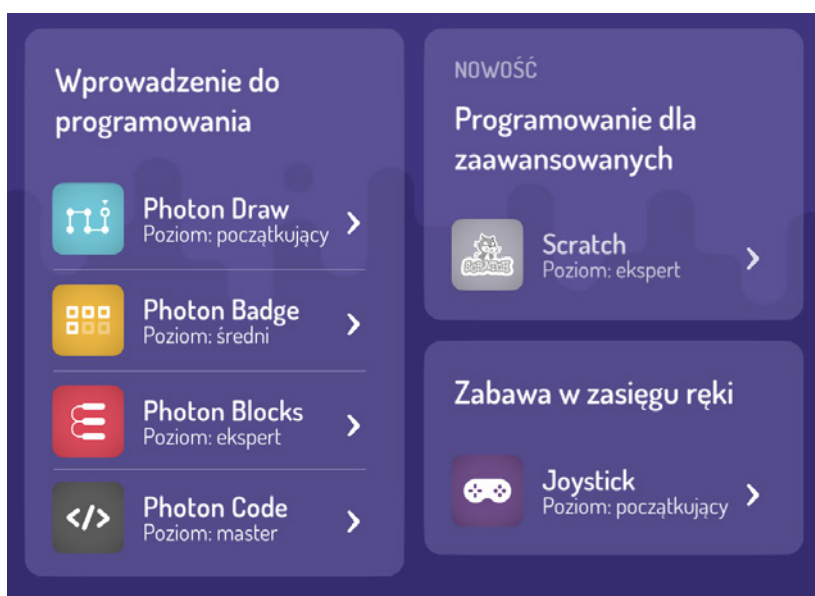 Wprowadzenie do
programowania
Photon Draw
Poziom: początkujący
Photon Badge
Poziom: średni
Photon Blocks
Poziom: ekspert
</>
Photon Code
Poziom: master
NOWOŚĆ
Programowanie dla
zaawansowanych
SCRATCH
Scratch
Poziom: ekspert
Zabawa w zasięgu ręki
Joystick
Poziom: początkujący